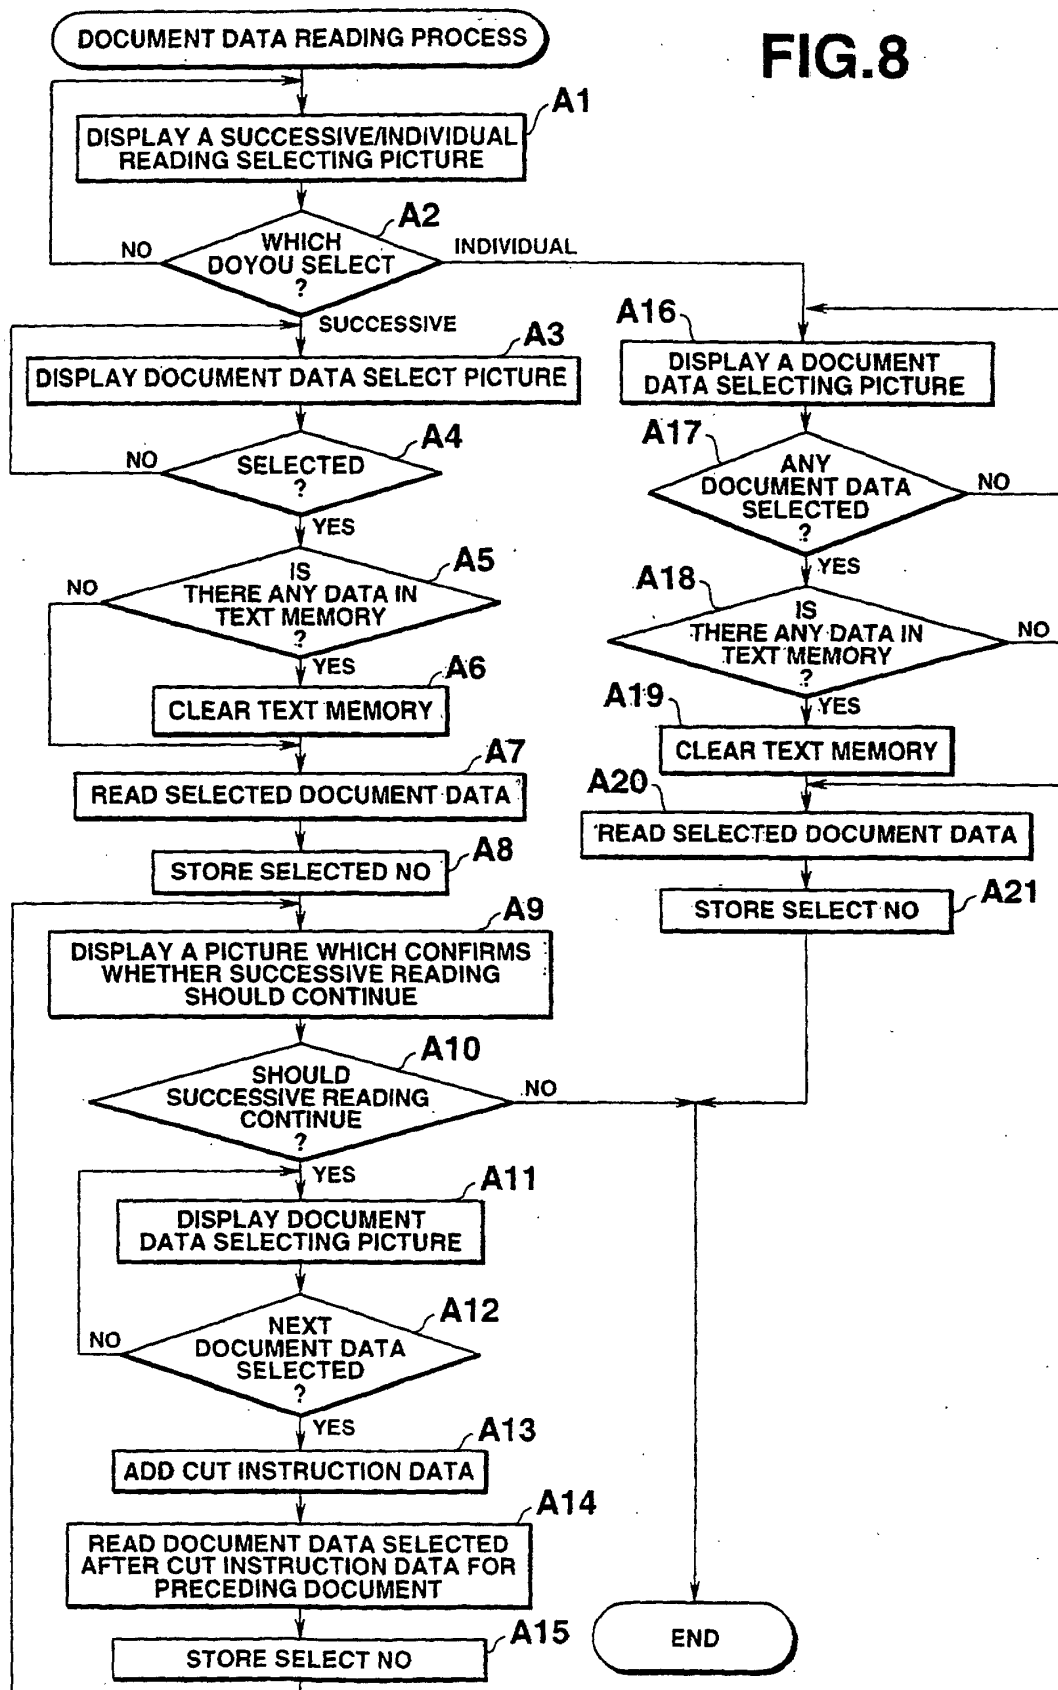 DOCUMENT DATA READING PROCESS
FIG.8
A1
DISPLAY A SUCCESSIVE/INDIVIDUAL
READING SELECTING PICTURE
A2
WHICH
DOYOU SELECT
?
NO
INDIVIDUAL
SUCCESSIVE
A3
DISPLAY DOCUMENT DATA SELECT PICTURE
A4
SELECTED
?
NO
YES
A5
IS
THERE ANY DATA IN
TEXT MEMORY
?
NO
YES
A6
CLEAR TEXT MEMORY
A7
READ SELECTED DOCUMENT DATA
A8
STORE SELECTED NO
A9
DISPLAY A PICTURE WHICH CONFIRMS
WHETHER SUCCESSIVE READING
SHOULD CONTINUE
A10
SHOULD
SUCCESSIVE READING
CONTINUE
?
NO
YES
A11
DISPLAY DOCUMENT
DATA SELECTING PICTURE
A12
NEXT
DOCUMENT DATA
SELECTED
?
NO
YES
A13
ADD CUT INSTRUCTION DATA
A14
READ DOCUMENT DATA SELECTED
AFTER CUT INSTRUCTION DATA FOR
PRECEDING DOCUMENT
A15
STORE SELECT NO
A16
DISPLAY A DOCUMENT
DATA SELECTING PICTURE
A17
ANY
DOCUMENT DATA
SELECTED
?
NO
YES
A18
IS
THERE ANY DATA IN
TEXT MEMORY
?
NO
YES
A19
CLEAR TEXT MEMORY
A20
READ SELECTED DOCUMENT DATA
A21
STORE SELECT NO
END